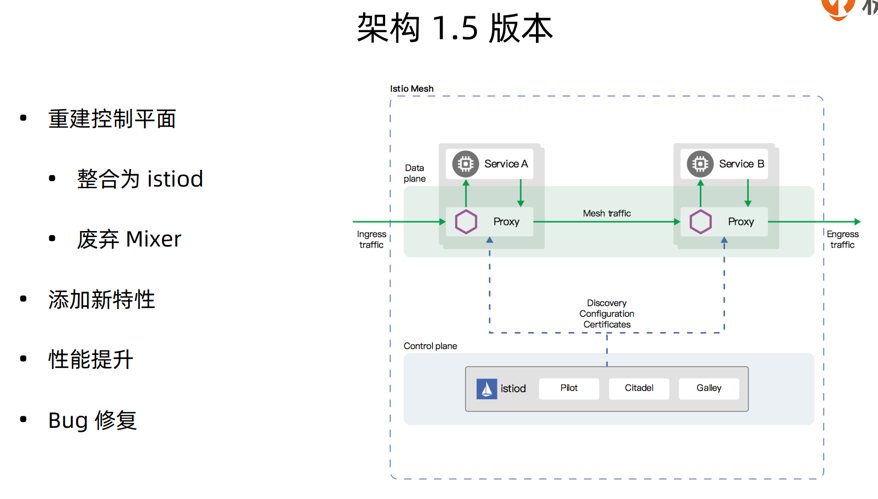 架构 1.5 版本
• 重建控制平面
• 整合为 istiod
• 废弃 Mixer
• 添加新特性
• 性能提升
• Bug 修复
Istio Mesh
Data
plane
Service A
Service B
Proxy
Mesh traffic
Proxy
Ingress
traffic
Engress
traffic
Discovery
Configuration
Certificates
Control plane
istiod
Pilot
Citadel
Galley